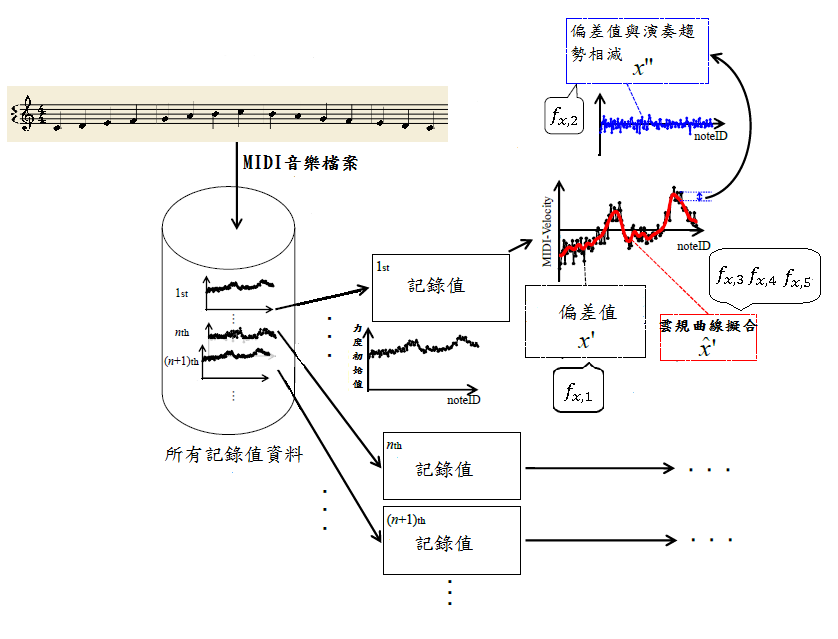 偏差值與演奏趨
勢相減
x''
f_{x,2}
noteID
4
4
MIDI音樂檔案
MIDI-Velocity
noteID
1st
記錄值
1st
nth
(n+1)th
力度初始值
noteID
偏差值
x'
f_{x,1}
f_{x,3} f_{x,4} f_{x,5}
雲規曲線擬合
x̂'
所有記錄值資料
nth
記錄值
(n+1)th
記錄值